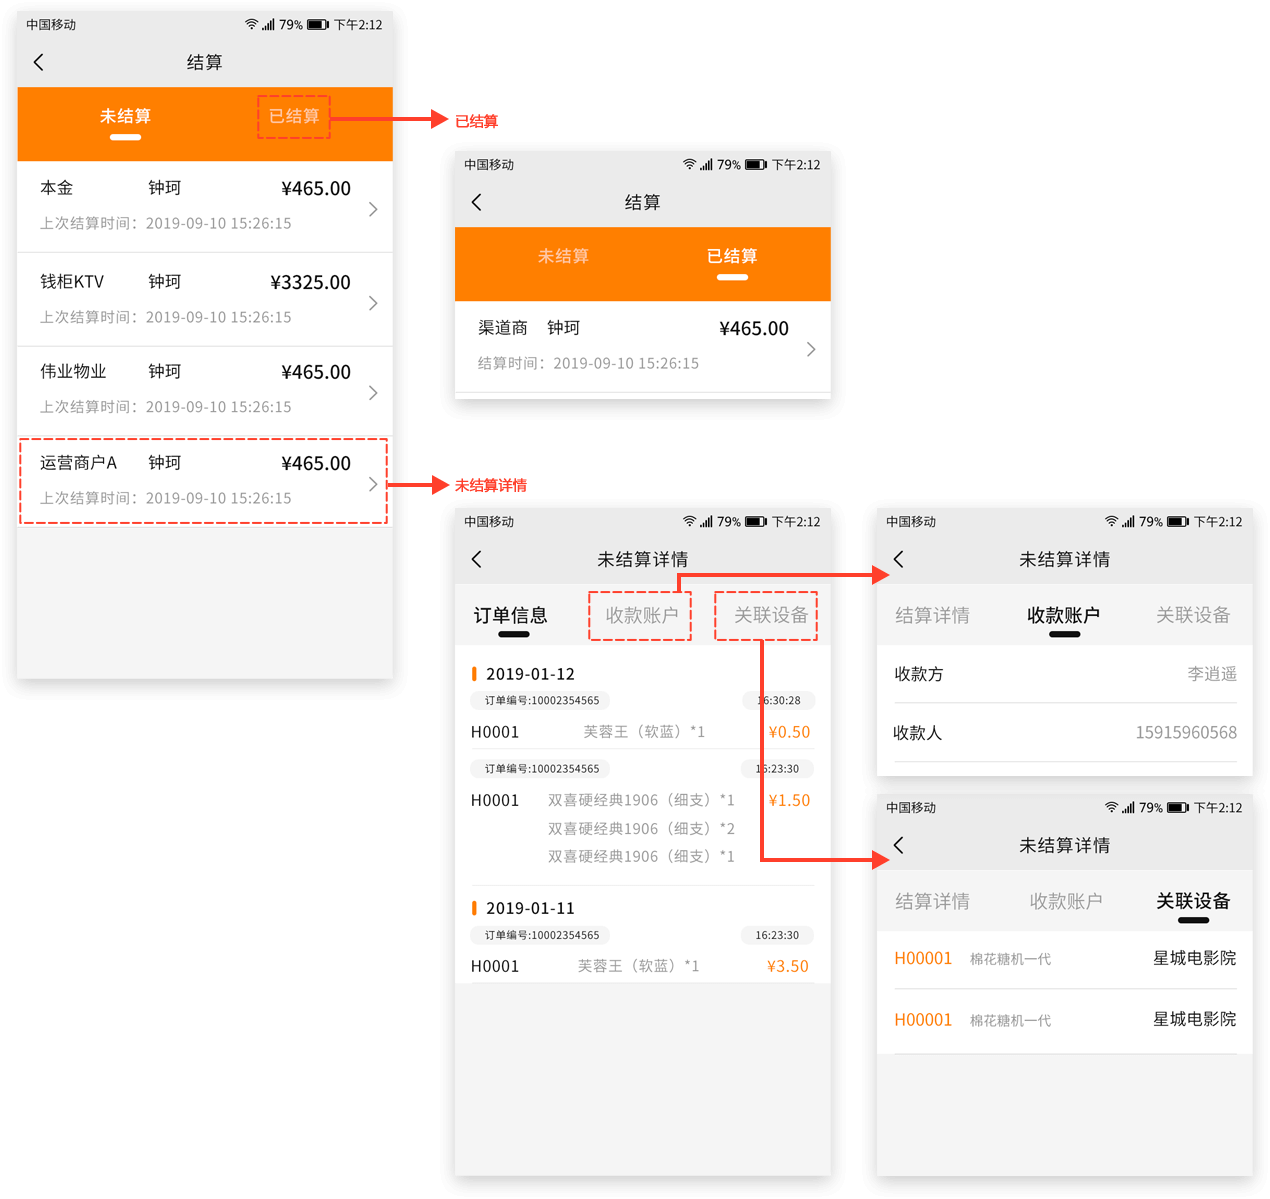 中国移动 79% 下午2:12
结算
未结算 已结算
本金 钟珂 ¥465.00
上次结算时间：2019-09-10 15:26:15
钱柜KTV 钟珂 ¥3325.00
上次结算时间：2019-09-10 15:26:15
伟业物业 钟珂 ¥465.00
上次结算时间：2019-09-10 15:26:15
运营商户A 钟珂 ¥465.00
上次结算时间：2019-09-10 15:26:15
已结算
中国移动 79% 下午2:12
结算
未结算 已结算
渠道商 钟珂 ¥465.00
结算时间：2019-09-10 15:26:15
未结算详情
中国移动 79% 下午2:12
未结算详情
订单信息 收款账户 关联设备
2019-01-12
订单编号:10002354565 16:30:28
H0001 芙蓉王（软蓝）*1 ¥0.50
订单编号:10002354565 16:23:30
H0001 双喜硬经典1906（细支）*1 ¥1.50
双喜硬经典1906（细支）*2
双喜硬经典1906（细支）*1
2019-01-11
订单编号:10002354565 16:23:30
H0001 芙蓉王（软蓝）*1 ¥3.50
中国移动 79% 下午2:12
未结算详情
结算详情 收款账户 关联设备
收款方 李逍遥
收款人 15915960568
中国移动 79% 下午2:12
未结算详情
结算详情 收款账户 关联设备
H00001 棉花糖机一代 星城电影院
H00001 棉花糖机一代 星城电影院